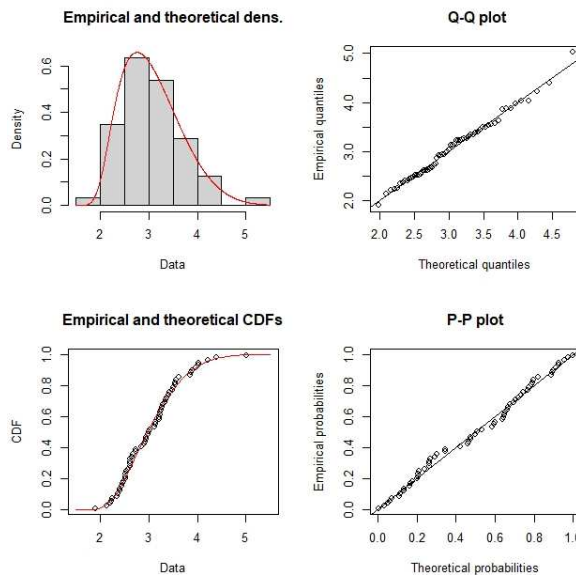 Empirical and theoretical dens.
Density
0.0 0.2 0.4 0.6
2 3 4 5
Data
Q-Q plot
Empirical quantiles
2.0 3.0 4.0 5.0
2.0 2.5 3.0 3.5 4.0 4.5
Theoretical quantiles
Empirical and theoretical CDFs
CDF
0.0 0.2 0.4 0.6 0.8 1.0
2 3 4 5
Data
P-P plot
Empirical probabilities
0.0 0.2 0.4 0.6 0.8 1.0
0.0 0.2 0.4 0.6 0.8 1.0
Theoretical probabilities